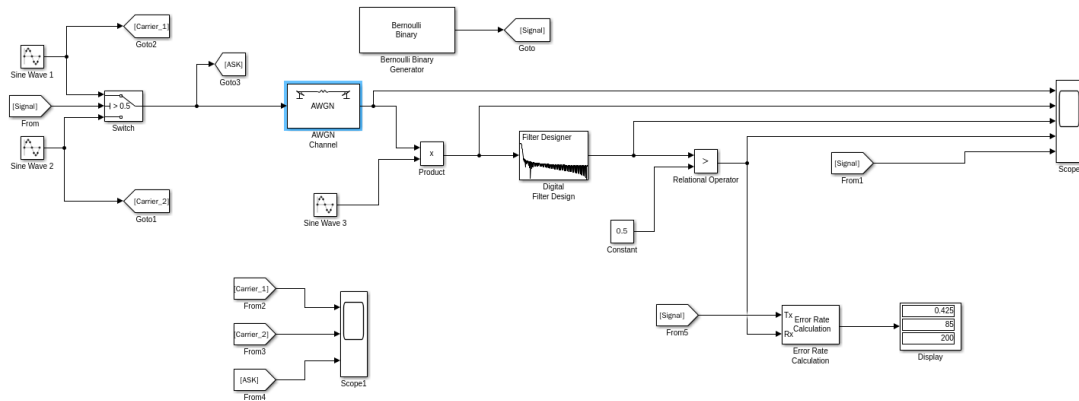 [Carrier_1]
Goto2
Sine Wave 1
[Signal]
From
> 0.5
Switch
Sine Wave 2
[Carrier_2]
Goto1
[ASK]
Goto3
AWGN
AWGN
Channel
Bernoulli
Binary
Bernoulli Binary
Generator
[Signal]
Goto
x
Product
Sine Wave 3
Filter Designer
Digital
Filter Design
>
Relational Operator
0.5
Constant
[Signal]
From1
Scope
[Carrier_1]
From2
[Carrier_2]
From3
[ASK]
From4
Scope1
[Signal]
From5
Tx
Rx
Error Rate
Calculation
Error Rate
Calculation
0.425
85
200
Display